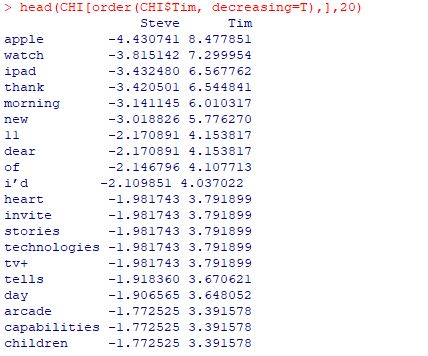 > head(CHI[order(CHI$Tim, decreasing=T),],20)
Steve Tim
apple -4.430741 8.477851
watch -3.815142 7.299954
ipad -3.432480 6.567762
thank -3.420501 6.544841
morning -3.141145 6.010317
new -3.018826 5.776270
11 -2.170891 4.153817
dear -2.170891 4.153817
of -2.146796 4.107713
i’d -2.109851 4.037022
heart -1.981743 3.791899
invite -1.981743 3.791899
stories -1.981743 3.791899
technologies -1.981743 3.791899
tv+ -1.981743 3.791899
tells -1.918360 3.670621
day -1.906565 3.648052
arcade -1.772525 3.391578
capabilities -1.772525 3.391578
children -1.772525 3.391578